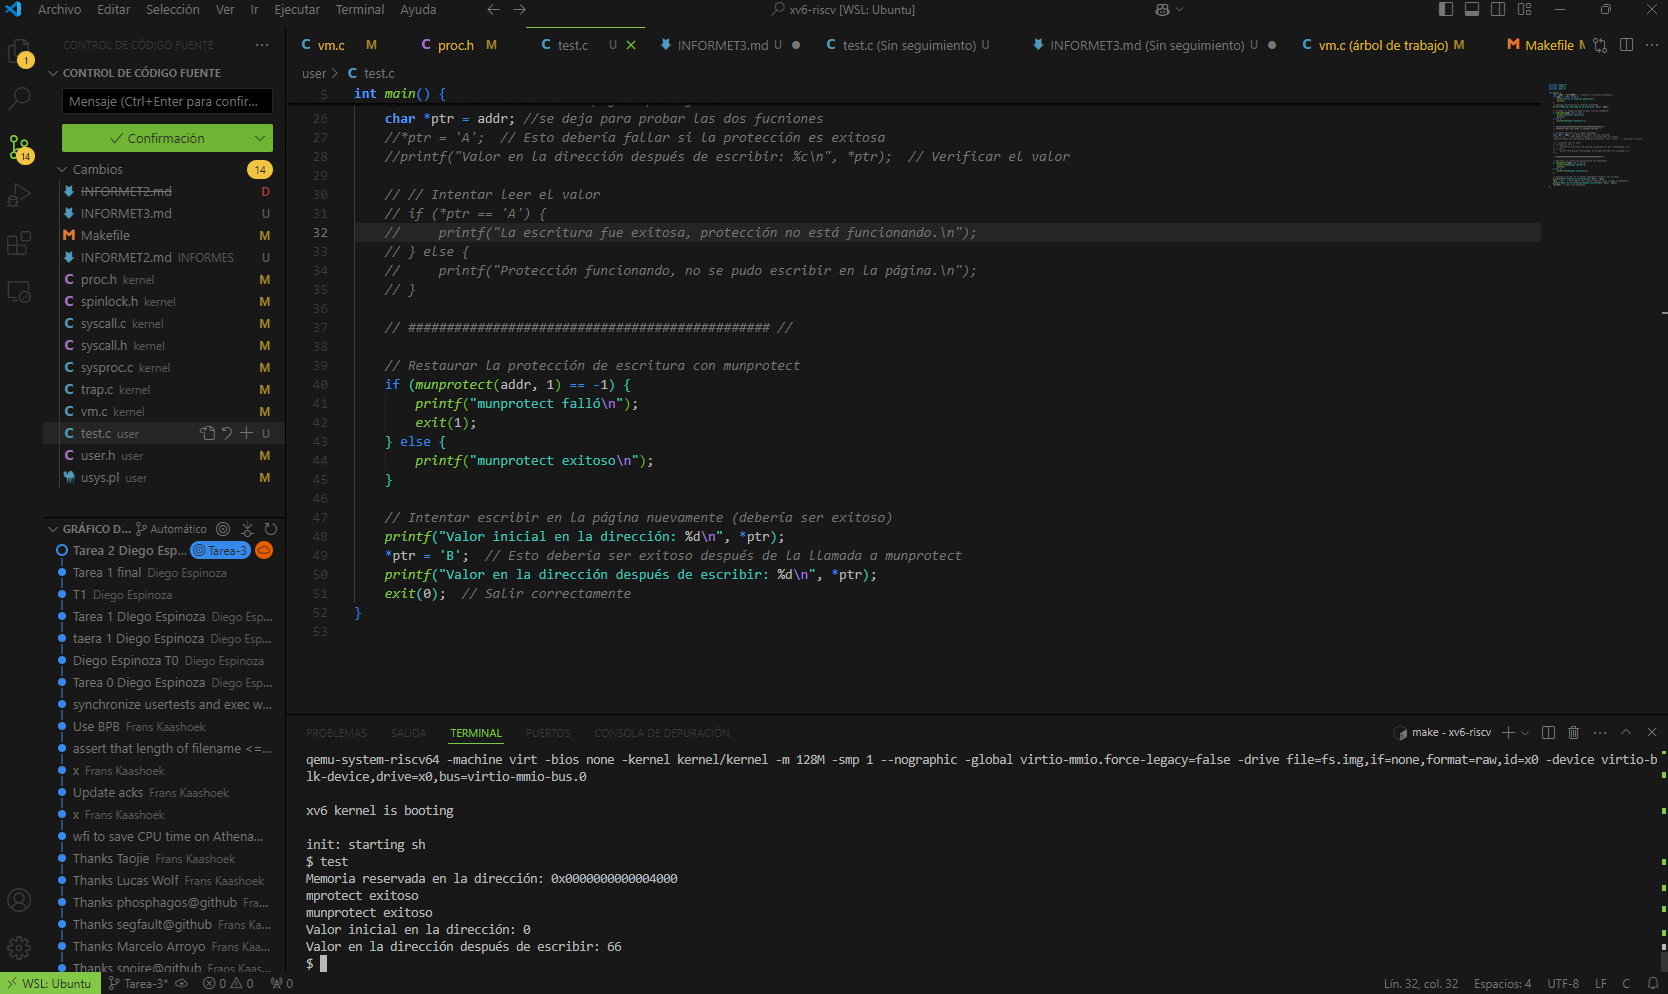 Archivo Editar Selección Ver Ir Ejecutar Terminal Ayuda
xv6-riscv [WSL: Ubuntu]
CONTROL DE CÓDIGO FUENTE
CONTROL DE CÓDIGO FUENTE
Mensaje (Ctrl+Enter para confir...
Confirmación
Cambios 14
INFORMET2.md D
INFORMET3.md U
Makefile M
INFORMET2.md INFORMES U
proc.h kernel M
spinlock.h kernel M
syscall.c kernel M
syscall.h kernel M
sysproc.c kernel M
trap.c kernel M
vm.c kernel M
test.c user U
user.h user M
usys.pl user M
GRÁFICO D... Automático
Tarea 2 Diego Esp... Tarea-3
Tarea 1 final Diego Espinoza
T1 Diego Espinoza
Tarea 1 DIego Espinoza Diego Esp...
taera 1 Diego Espinoza Diego Esp...
Diego Espinoza T0 Diego Espinoza
Tarea 0 Diego Espinoza Diego Esp...
synchronize usertests and exec w...
Use BPB Frans Kaashoek
assert that length of filename <=...
x Frans Kaashoek
Update acks Frans Kaashoek
x Frans Kaashoek
wfi to save CPU time on Athena...
Thanks Taojie Frans Kaashoek
Thanks Lucas Wolf Frans Kaashoek
Thanks phosphagos@github Fra...
Thanks segfault@github Frans Ka...
Thanks Marcelo Arroyo Frans Kaa...
Thanks snoire@github Frans Kaas...
1
14
vm.c M
proc.h M
test.c U
INFORMET3.md U
test.c (Sin seguimiento) U
INFORMET3.md (Sin seguimiento) U
vm.c (árbol de trabajo) M
Makefile
user > C test.c
5 int main() {
26 char *ptr = addr; //se deja para probar las dos fucniones
27 //*ptr = 'A';  // Esto debería fallar si la protección es exitosa
28 //printf("Valor en la dirección después de escribir: %c\n", *ptr);  // Verificar el valor
29
30 // // Intentar leer el valor
31 // if (*ptr == 'A') {
32 //     printf("La escritura fue exitosa, protección no está funcionando.\n");
33 // } else {
34 //     printf("Protección funcionando, no se pudo escribir en la página.\n");
35 // }
36
37 // ############################################### //
38
39 // Restaurar la protección de escritura con munprotect
40 if (munprotect(addr, 1) == -1) {
41 printf("munprotect falló\n");
42 exit(1);
43 } else {
44 printf("munprotect exitoso\n");
45 }
46
47 // Intentar escribir en la página nuevamente (debería ser exitoso)
48 printf("Valor inicial en la dirección: %d\n", *ptr);
49 *ptr = 'B';  // Esto debería ser exitoso después de la llamada a munprotect
50 printf("Valor en la dirección después de escribir: %d\n", *ptr);
51 exit(0);  // Salir correctamente
52 }
53
PROBLEMAS SALIDA TERMINAL PUERTOS CONSOLA DE DEPURACIÓN
make - xv6-riscv
qemu-system-riscv64 -machine virt -bios none -kernel kernel/kernel -m 128M -smp 1 --nographic -global virtio-mmio.force-legacy=false -drive file=fs.img,if=none,format=raw,id=x0 -device virtio-b
lk-device,drive=x0,bus=virtio-mmio-bus.0
xv6 kernel is booting
init: starting sh
$ test
Memoria reservada en la dirección: 0x0000000000004000
mprotect exitoso
munprotect exitoso
Valor inicial en la dirección: 0
Valor en la dirección después de escribir: 66
$
WSL: Ubuntu Tarea-3* 0 0 0
Lín. 32, col. 32 Espacios: 4 UTF-8 LF C